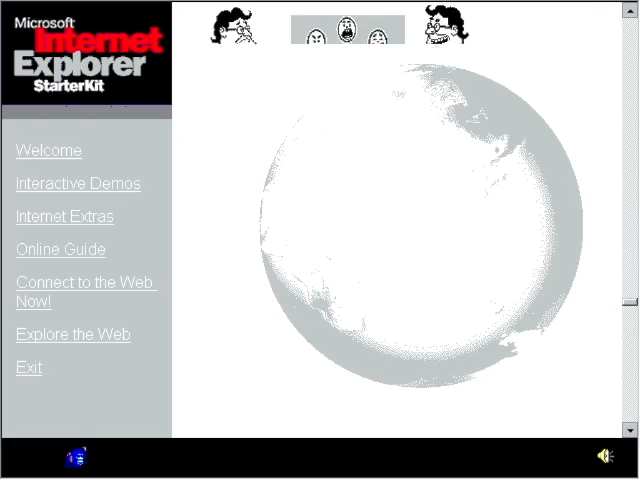 Microsoft
Internet
Explorer
StarterKit
Welcome
Interactive Demos
Internet Extras
Online Guide
Connect to the Web
Now!
Explore the Web
Exit